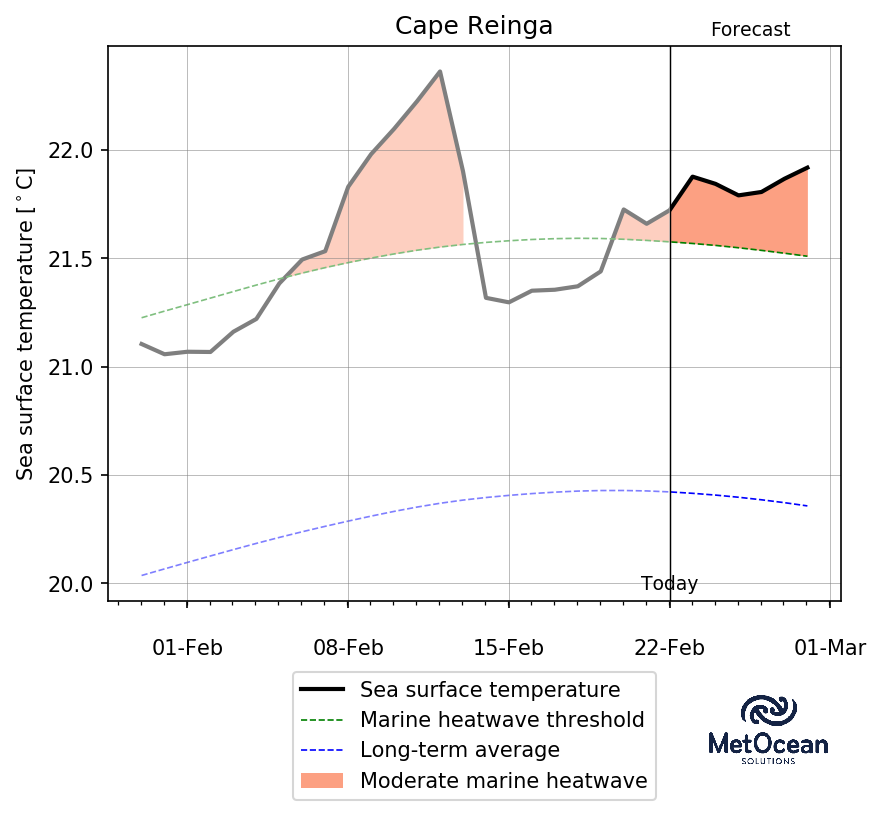 Cape Reinga
Forecast
Sea surface temperature [°C]
22.0
21.5
21.0
20.5
20.0
Today
01-Feb
08-Feb
15-Feb
22-Feb
01-Mar
Sea surface temperature
Marine heatwave threshold
Long-term average
Moderate marine heatwave
MetOcean
SOLUTIONS